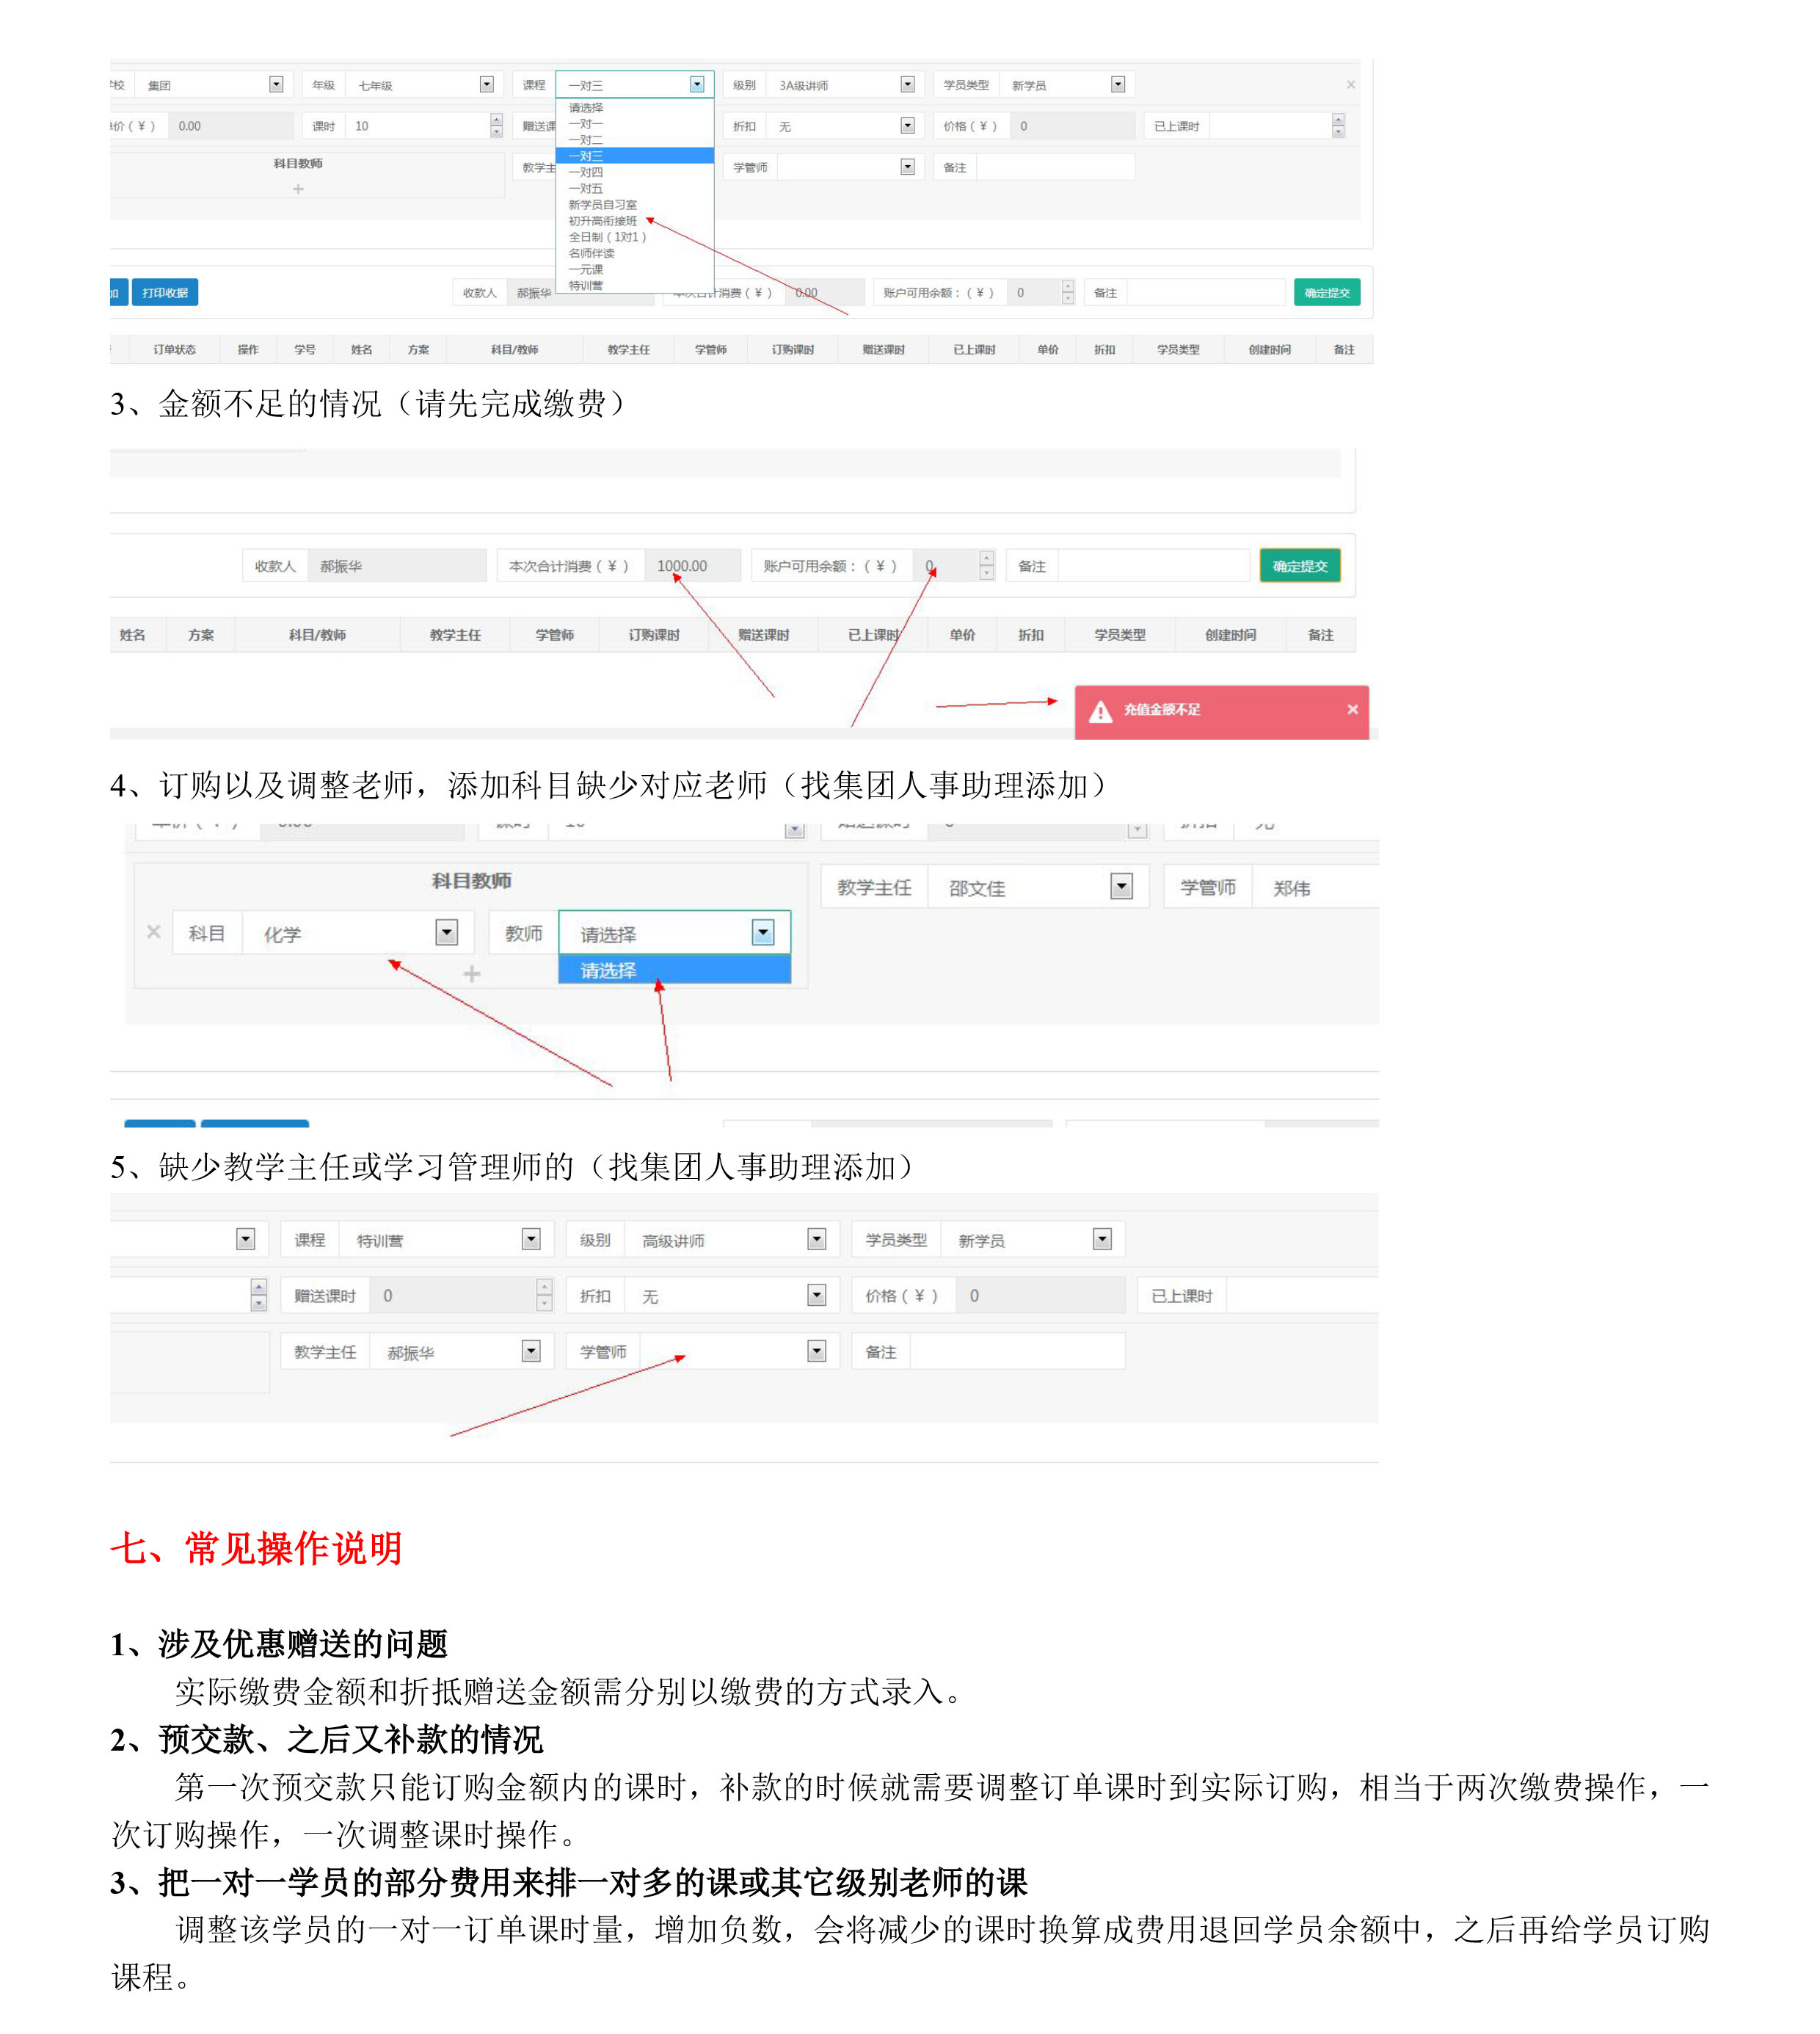 校 集团 年级 七年级 课程 一对三 级别 3A级讲师 学员类型 新学员 ×
请选择
价(¥) 0.00 课时 10 赠送课 一对一 折扣 无 价格(¥) 0 已上课时
一对二
科目教师 一对三
教学主 一对四 学管师 备注
+ 一对五
新学员自习室
初升高衔接班
全日制(1对1)
名师伴读
一元课
特训营
加 打印收据 收款人 郝振华 本次合计消费(¥) 0.00 账户可用余额:(¥) 0 备注 确定提交
订单状态 操作 学号 姓名 方案 科目/教师 教学主任 学管师 订购课时 赠送课时 已上课时 单价 折扣 学员类型 创建时间 备注
3、金额不足的情况（请先完成缴费）
收款人 郝振华 本次合计消费(¥) 1000.00 账户可用余额:(¥) 0 备注 确定提交
姓名 方案 科目/教师 教学主任 学管师 订购课时 赠送课时 已上课时 单价 折扣 学员类型 创建时间 备注
充值金额不足 ×
4、订购以及调整老师，添加科目缺少对应老师（找集团人事助理添加）
科目教师
教学主任 邵文佳 学管师 郑伟
× 科目 化学 教师 请选择
+ 请选择
5、缺少教学主任或学习管理师的（找集团人事助理添加）
课程 特训营 级别 高级讲师 学员类型 新学员
赠送课时 0 折扣 无 价格(¥) 0 已上课时
教学主任 郝振华 学管师 备注
七、常见操作说明
1、涉及优惠赠送的问题
实际缴费金额和折抵赠送金额需分别以缴费的方式录入。
2、预交款、之后又补款的情况
第一次预交款只能订购金额内的课时，补款的时候就需要调整订单课时到实际订购，相当于两次缴费操作，一
次订购操作，一次调整课时操作。
3、把一对一学员的部分费用来排一对多的课或其它级别老师的课
调整该学员的一对一订单课时量，增加负数，会将减少的课时换算成费用退回学员余额中，之后再给学员订购
课程。